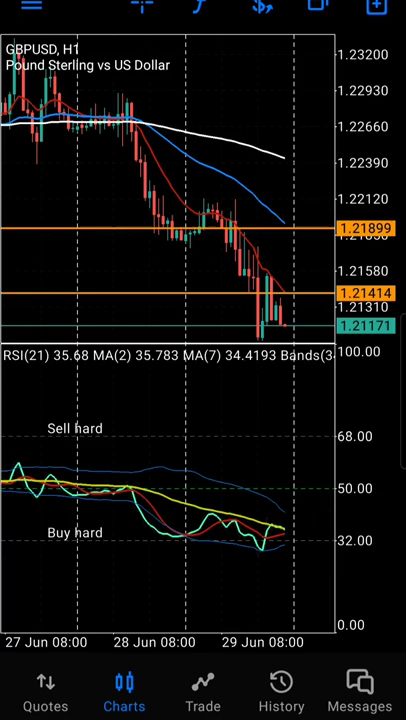 GBPUSD, H1
Pound Sterling vs US Dollar
1.23200
1.22930
1.22660
1.22390
1.22120
1.21899
1.21580
1.21414
1.21310
1.21171
RSI(21) 35.68 MA(2) 35.783 MA(7) 34.4193 Bands(3
100.00
Sell hard
68.00
50.00
Buy hard
32.00
0.00
27 Jun 08:00
28 Jun 08:00
29 Jun 08:00
Quotes
Charts
Trade
History
Messages